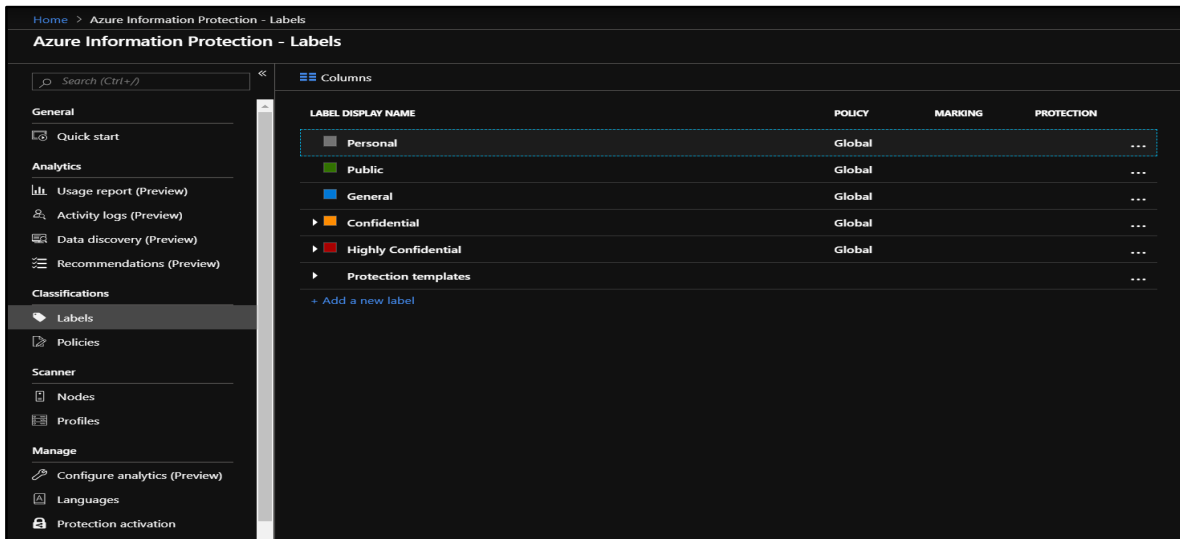 Home > Azure Information Protection - Labels
Azure Information Protection - Labels
Search (Ctrl+/)
«
General
Quick start
Analytics
Usage report (Preview)
Activity logs (Preview)
Data discovery (Preview)
Recommendations (Preview)
Classifications
Labels
Policies
Scanner
Nodes
Profiles
Manage
Configure analytics (Preview)
Languages
Protection activation
Columns
LABEL DISPLAY NAME POLICY MARKING PROTECTION
Personal Global ...
Public Global ...
General Global ...
Confidential Global ...
Highly Confidential Global ...
Protection templates ...
+ Add a new label